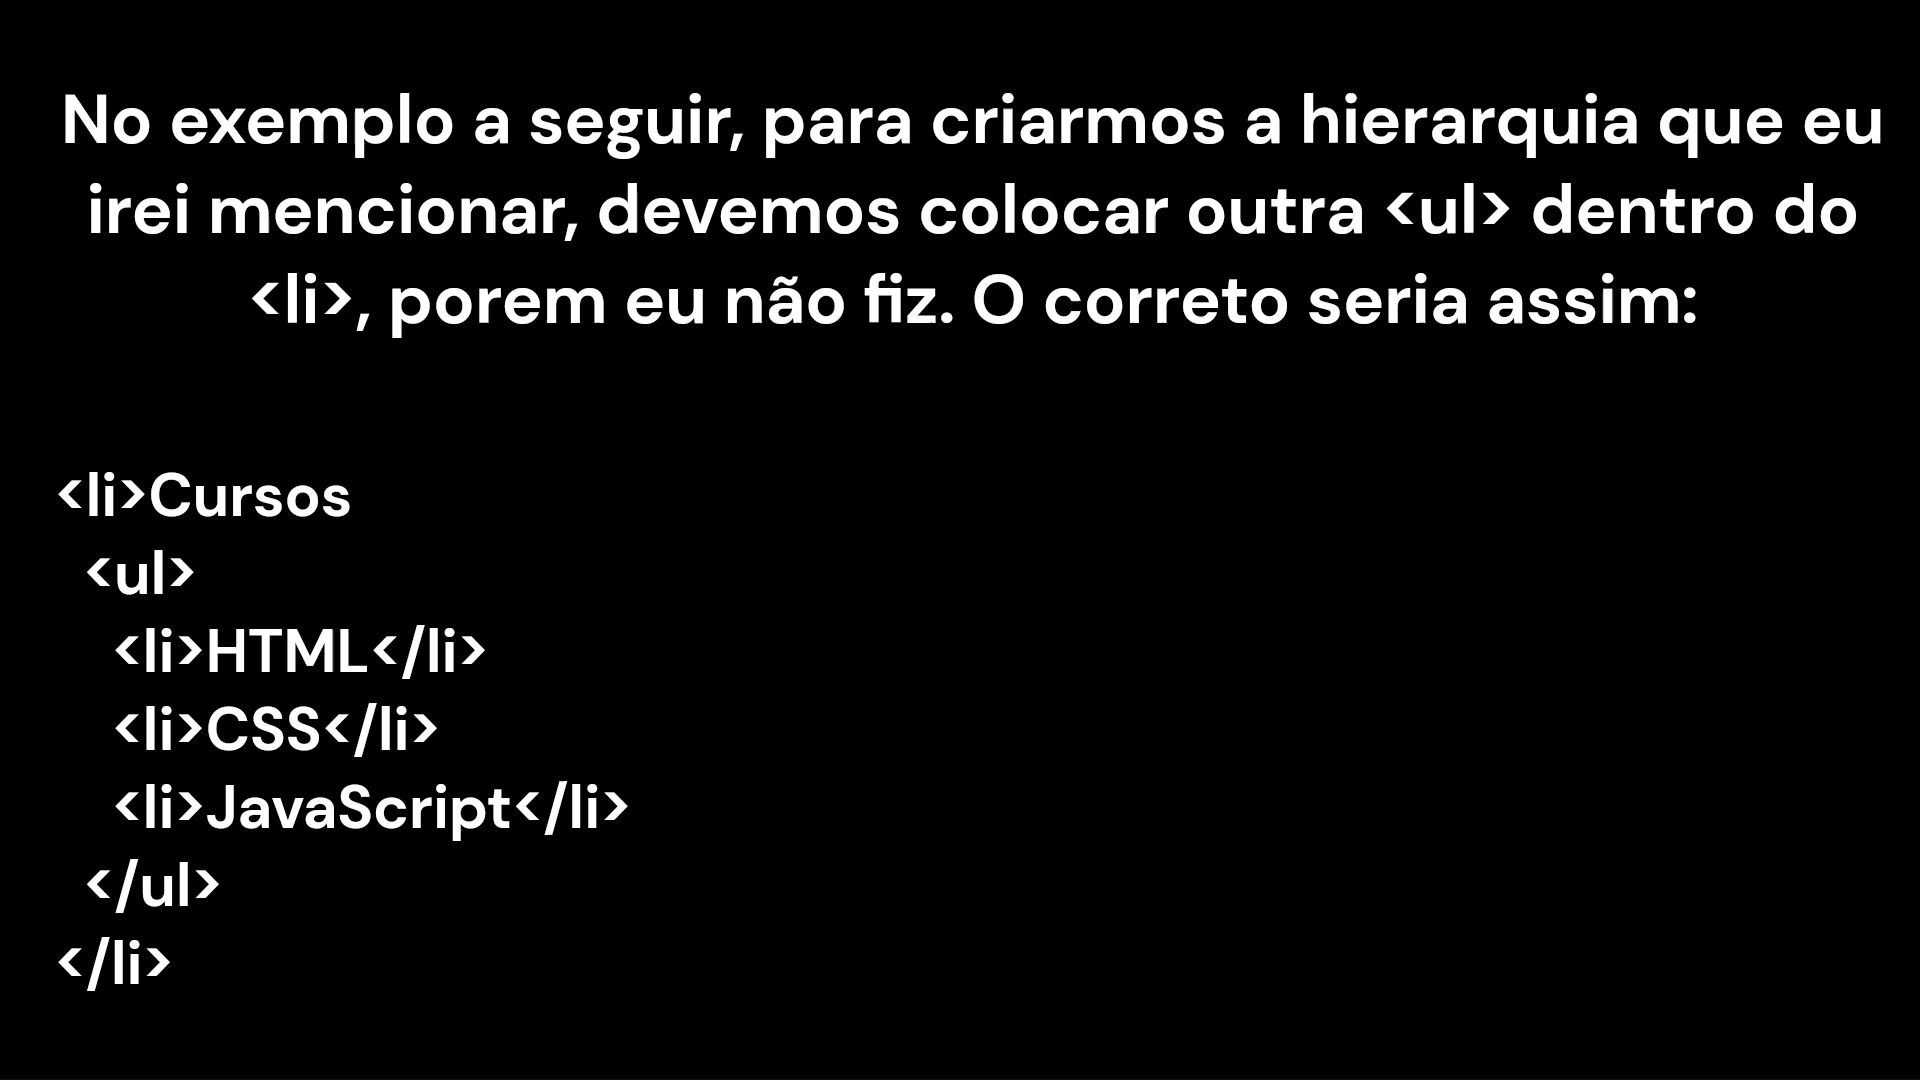 No exemplo a seguir, para criarmos a hierarquia que eu
irei mencionar, devemos colocar outra <ul> dentro do
<li>, porem eu não fiz. O correto seria assim:
<li>Cursos
<ul>
<li>HTML</li>
<li>CSS</li>
<li>JavaScript</li>
</ul>
</li>